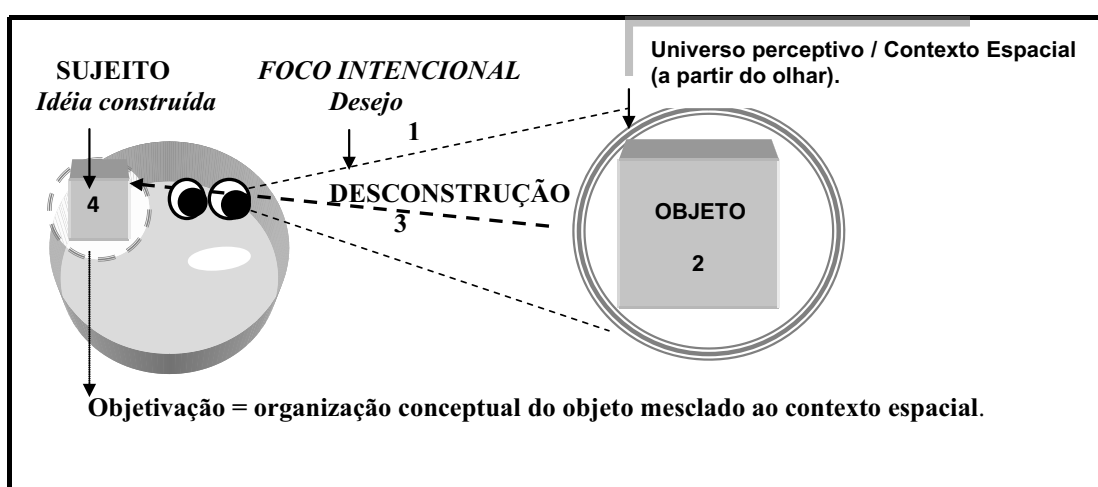 Universo perceptivo / Contexto Espacial
(a partir do olhar).
SUJEITO
Idéia construída
FOCO INTENCIONAL
Desejo
1
DESCONSTRUÇÃO
3
4
OBJETO
2
Objetivação = organização conceptual do objeto mesclado ao contexto espacial.